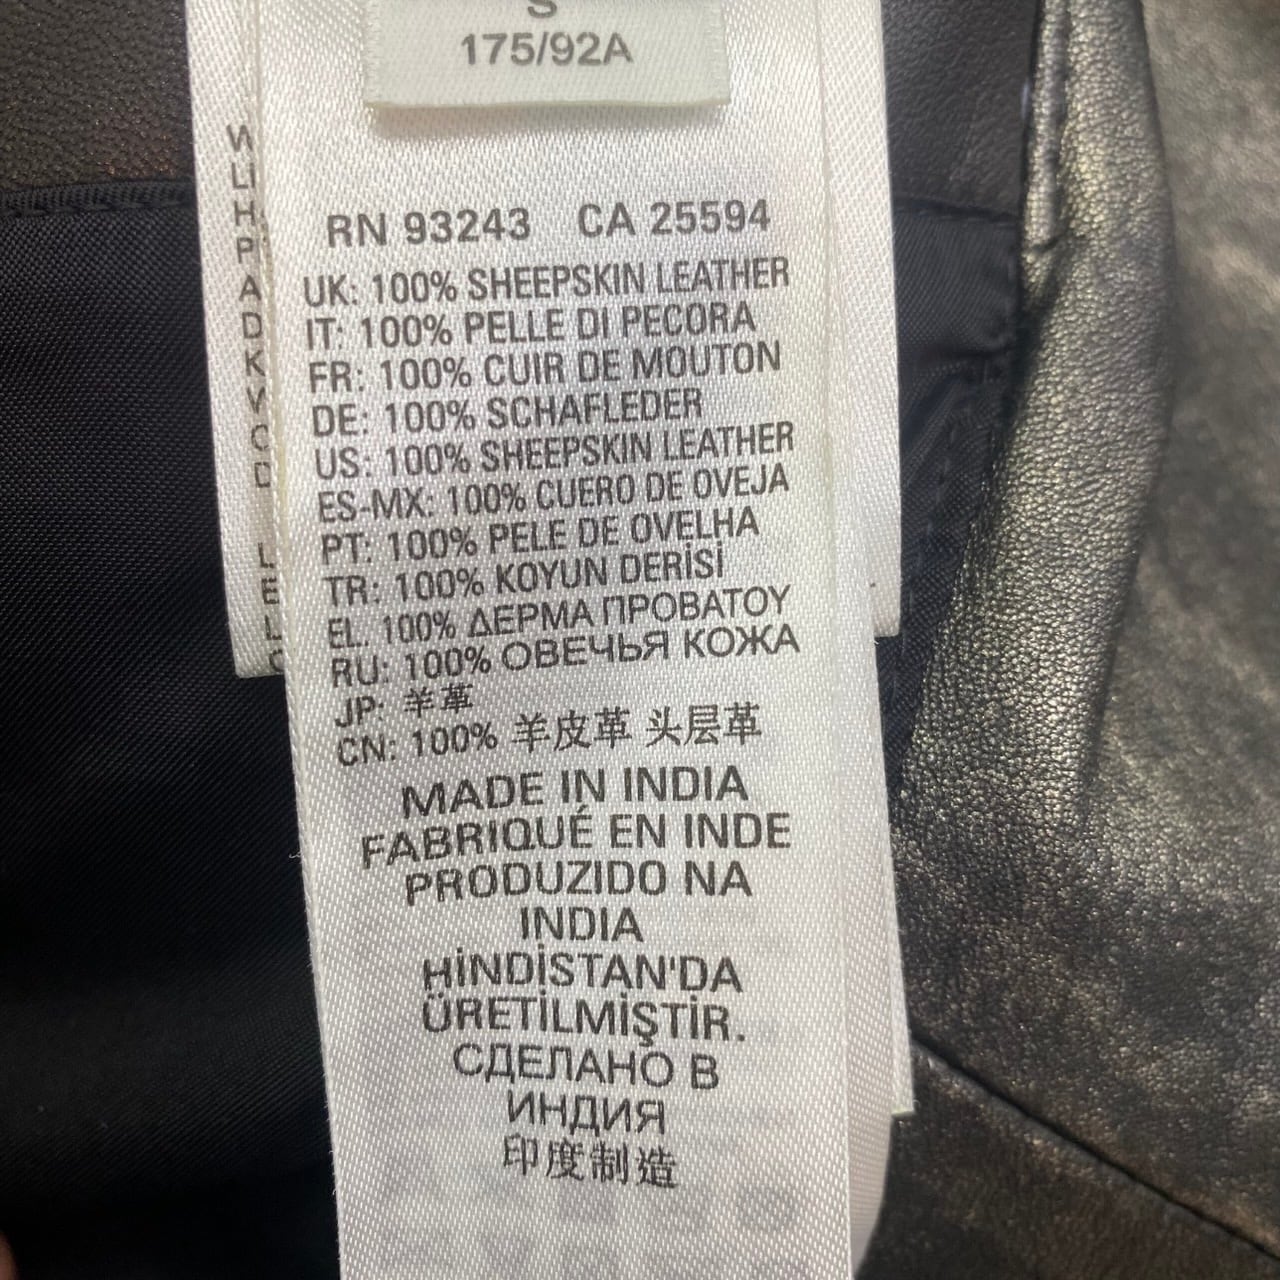 S
175/92A
RN 93243 CA 25594
UK: 100% SHEEPSKIN LEATHER
IT: 100% PELLE DI PECORA
FR: 100% CUIR DE MOUTON
DE: 100% SCHAFLEDER
US: 100% SHEEPSKIN LEATHER
ES-MX: 100% CUERO DE OVEJA
PT: 100% PELE DE OVELHA
TR: 100% KOYUN DERİSİ
EL. 100% ΔΕΡΜΑ ΠΡΟΒΑΤΟΥ
RU: 100% ОВЕЧЬЯ КОЖА
JP: 羊革
CN: 100% 羊皮革 头层革
MADE IN INDIA
FABRIQUÉ EN INDE
PRODUZIDO NA
INDIA
HİNDİSTAN'DA
ÜRETİLMİŞTİR.
СДЕЛАНО В
ИНДИЯ
印度制造